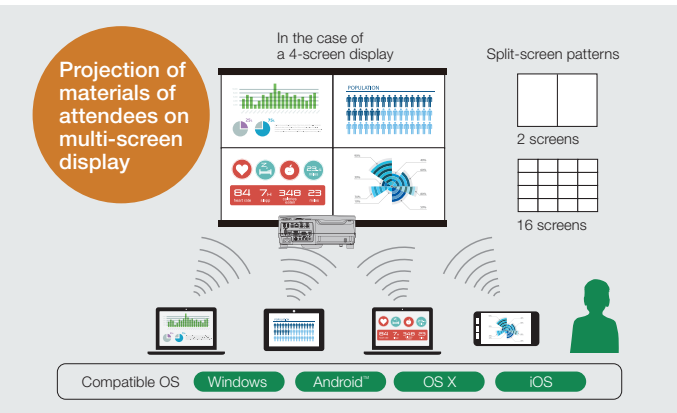 In the case of
a 4-screen display
Split-screen patterns
Projection of
materials of
attendees on
multi-screen
display
POPULATION
2 screens
84 7H 348 23
16 screens
Compatible OS Windows Android™ OS X iOS